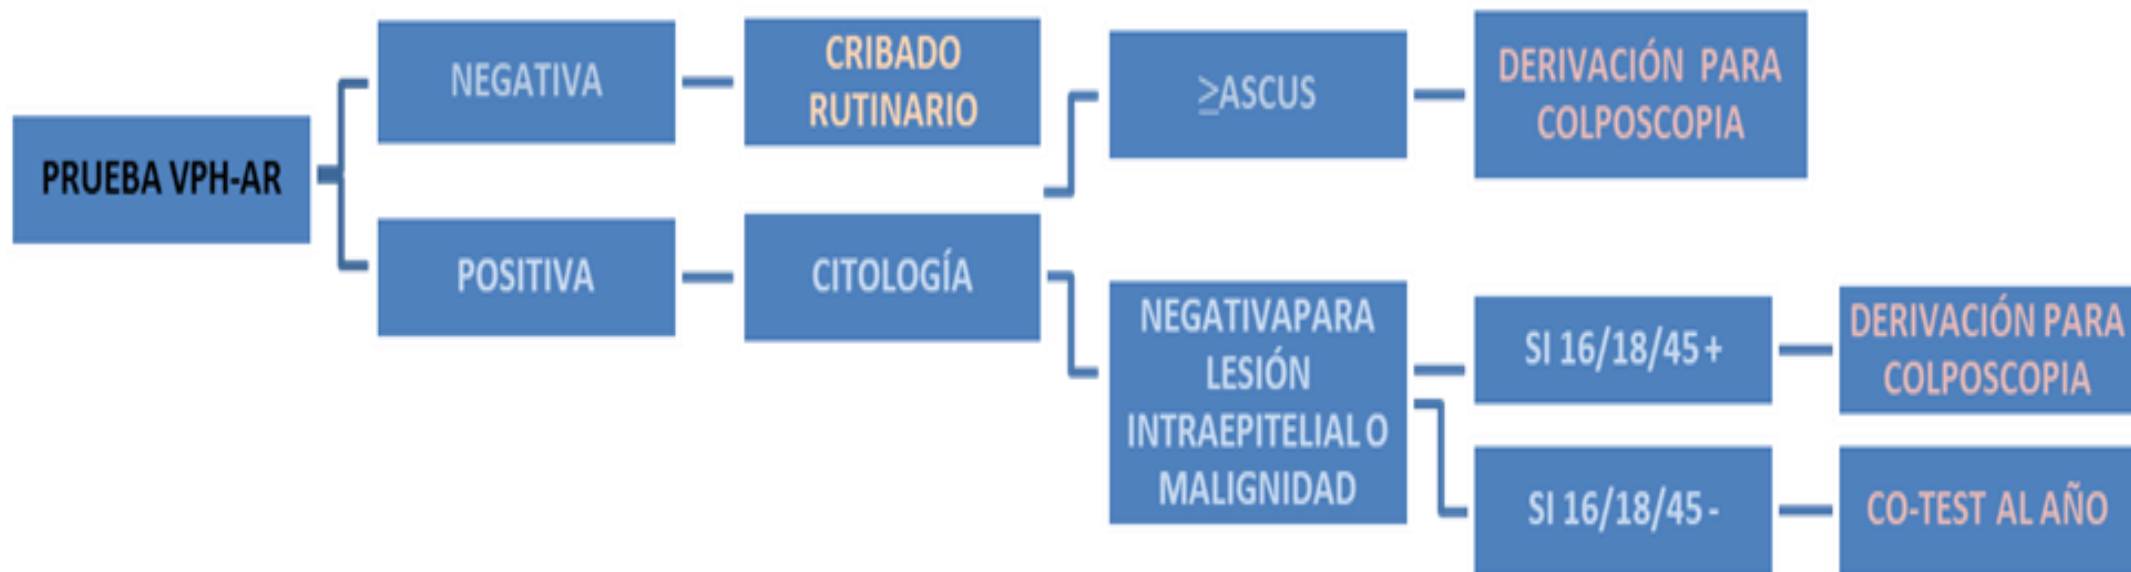 PRUEBA VPH-AR
NEGATIVA
CRIBADO
RUTINARIO
≥ASCUS
DERIVACIÓN PARA
COLPOSCOPIA
POSITIVA
CITOLOGÍA
NEGATIVAPARA
LESIÓN
INTRAEPITELIAL O
MALIGNIDAD
SI 16/18/45 +
DERIVACIÓN PARA
COLPOSCOPIA
SI 16/18/45 -
CO-TEST AL AÑO